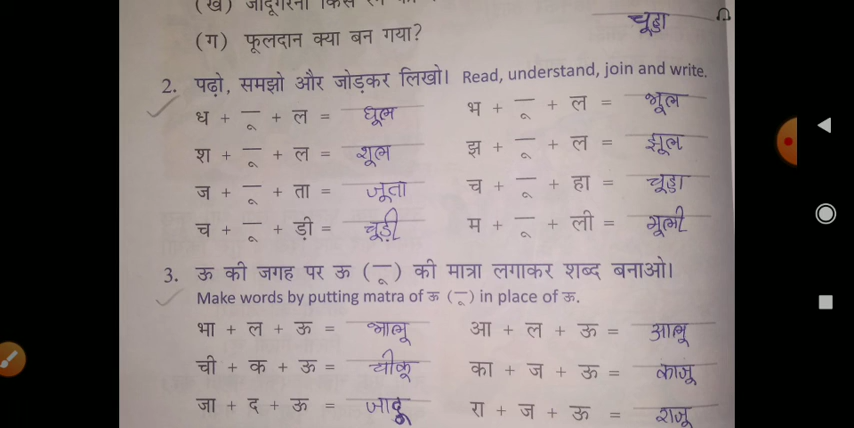 (ख) जादूगरनी किस रंग का
(ग) फूलदान क्या बन गया?
चूहा
2. पढ़ो, समझो और जोड़कर लिखो। Read, understand, join and write.
ध + ू + ल = धूल
भ + ू + ल = भूल
श + ू + ल = शूल
झ + ू + ल = झूल
ज + ू + ता = जूता
च + ू + हा = चूहा
च + ू + ड़ी = चूड़ी
म + ू + ली = मूली
3. ऊ की जगह पर ऊ (ू) की मात्रा लगाकर शब्द बनाओ।
Make words by putting matra of ऊ (ू) in place of ऊ.
भा + ल + ऊ = भालू
आ + ल + ऊ = आलू
ची + क + ऊ = चीकू
का + ज + ऊ = काजू
जा + द + ऊ = जादू
रा + ज + ऊ = राजू